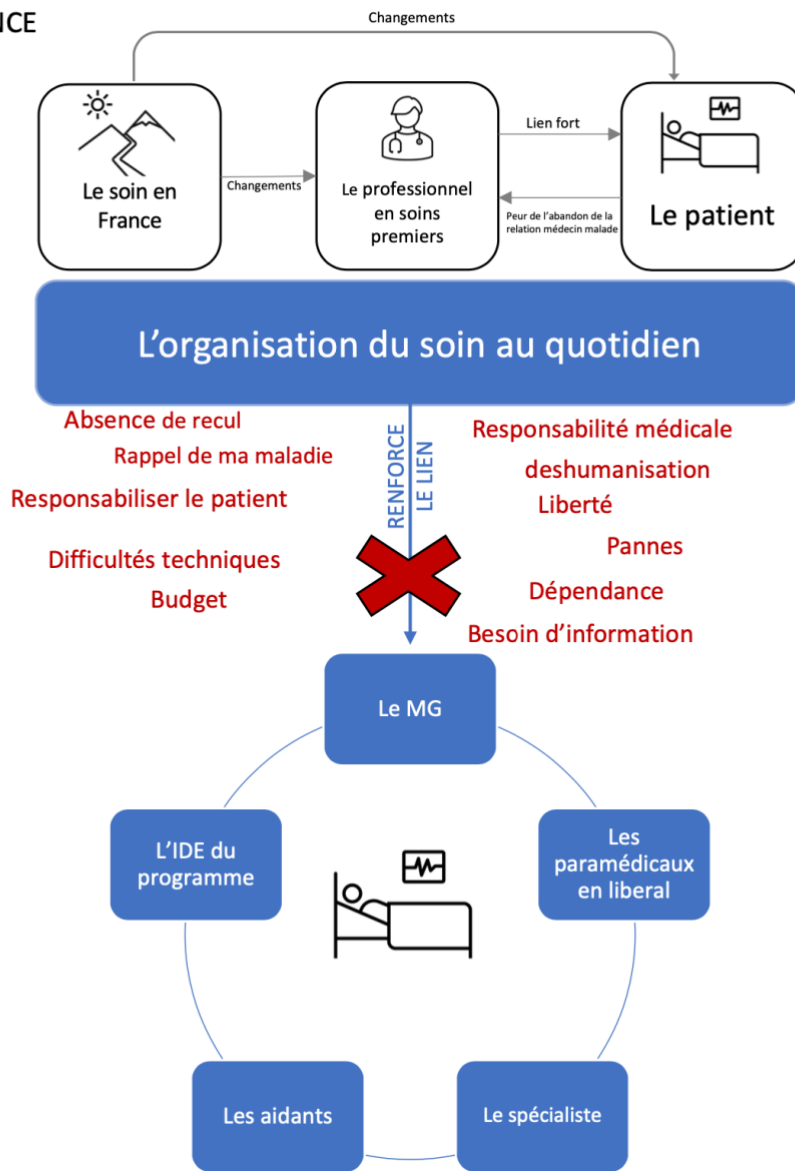 Changements
Le soin en
France
Changements
Le professionnel
en soins
premiers
Lien fort
Peur de l'abandon de la
relation médecin malade
Le patient
L'organisation du soin au quotidien
Absence de recul
Rappel de ma maladie
Responsabiliser le patient
Difficultés techniques
Budget
RENFORCE
LE LIEN
Responsabilité médicale
deshumanisation
Liberté
Pannes
Dépendance
Besoin d'information
Le MG
L'IDE du
programme
Les
paramédicaux
en liberal
Les aidants
Le spécialiste